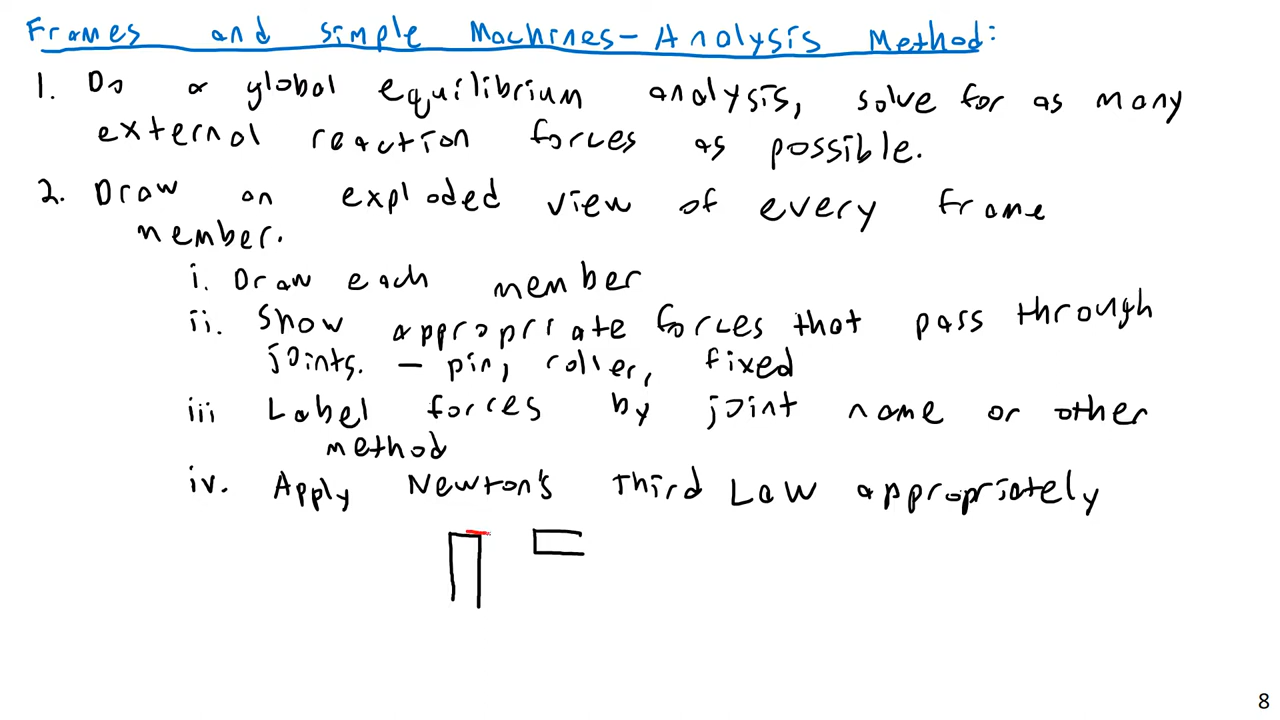 Frames and simple Machines - Analysis Method:
1. Do a global equilibrium analysis, solve for as many
external reaction forces as possible.
2. Draw an exploded view of every frame
member.
i. Draw each member
ii. Show appropriate forces that pass through
joints. - pin, roller, fixed
iii Label forces by joint name or other
method
iv. Apply Newton's Third Law appropriately
8